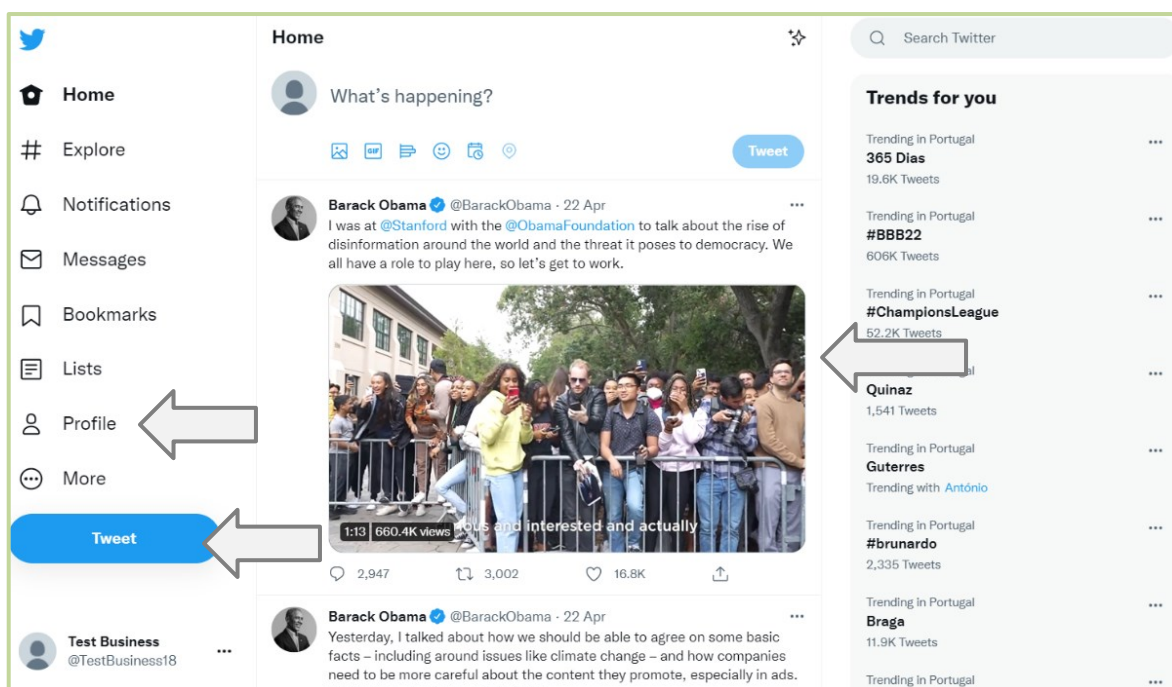 Home
Explore
Notifications
Messages
Bookmarks
Lists
Profile
More
Tweet
Test Business
@TestBusiness18
Home
What's happening?
GIF
Tweet
Barack Obama @BarackObama · 22 Apr
I was at @Stanford with the @ObamaFoundation to talk about the rise of
disinformation around the world and the threat it poses to democracy. We
all have a role to play here, so let's get to work.
and interested and actually
1:13 660.4K views
2,947 3,002 16.8K
Barack Obama @BarackObama · 22 Apr
Yesterday, I talked about how we should be able to agree on some basic
facts – including around issues like climate change – and how companies
need to be more careful about the content they promote, especially in ads.
Search Twitter
Trends for you
Trending in Portugal
365 Dias
19.6K Tweets
Trending in Portugal
#BBB22
606K Tweets
Trending in Portugal
#ChampionsLeague
52.2K Tweets
Quinaz
1,541 Tweets
Trending in Portugal
Guterres
Trending with António
Trending in Portugal
#brunardo
2,335 Tweets
Trending in Portugal
Braga
11.9K Tweets
Trending in Portugal